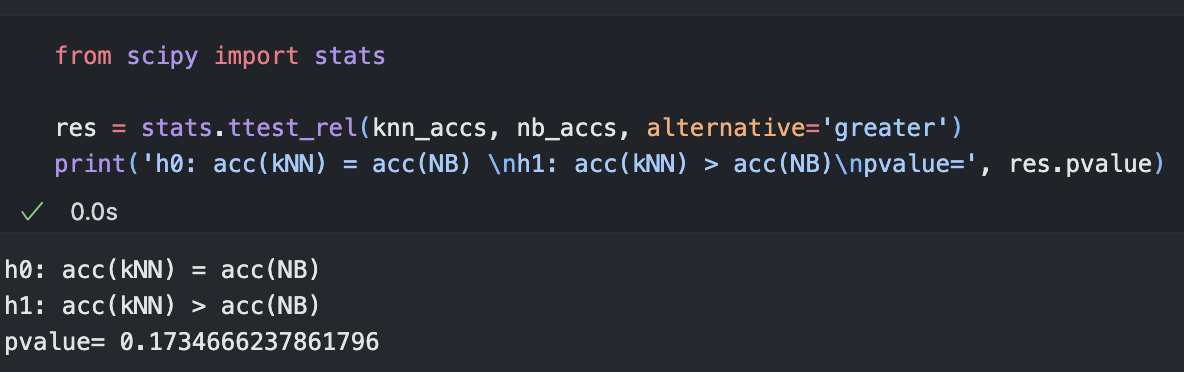 from scipy import stats
res = stats.ttest_rel(knn_accs, nb_accs, alternative='greater')
print('h0: acc(kNN) = acc(NB) \nh1: acc(kNN) > acc(NB)\npvalue=', res.pvalue)
✓ 0.0s
h0: acc(kNN) = acc(NB)
h1: acc(kNN) > acc(NB)
pvalue= 0.1734666237861796